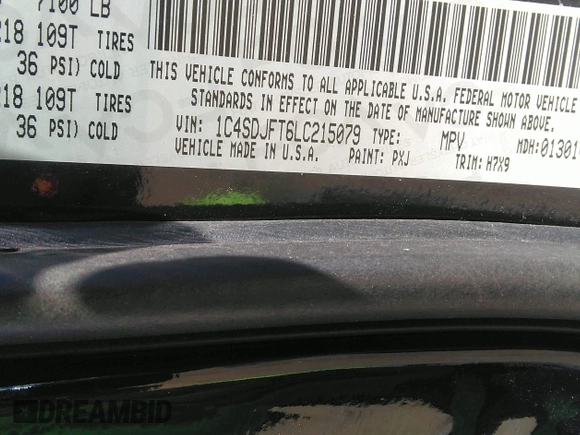 7100 LB
218 109T TIRES
36 PSI) COLD
218 109T TIRES
36 PSI) COLD
THIS VEHICLE CONFORMS TO ALL APPLICABLE U.S.A. FEDERAL MOTOR VEHICLE
STANDARDS IN EFFECT ON THE DATE OF MANUFACTURE SHOWN ABOVE.
VIN: 1C4SDJFT6LC215079 TYPE: MPV MDH: 01301
VEHICLE MADE IN U.S.A. PAINT: PXJ TRIM: H7X9
DREAMBID